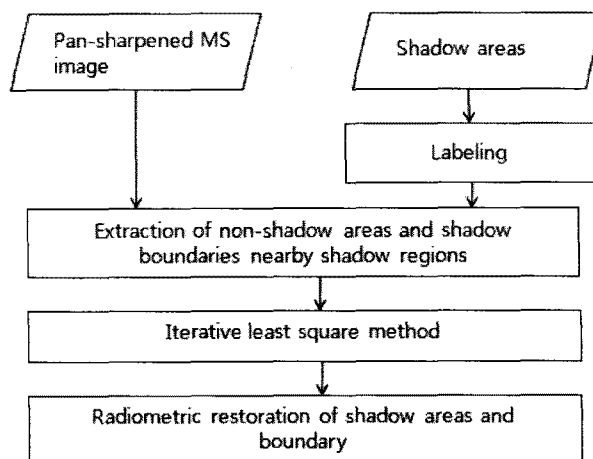 Pan-sharpened MS
image
Shadow areas
Labeling
Extraction of non-shadow areas and shadow
boundaries nearby shadow regions
Iterative least square method
Radiometric restoration of shadow areas and
boundary